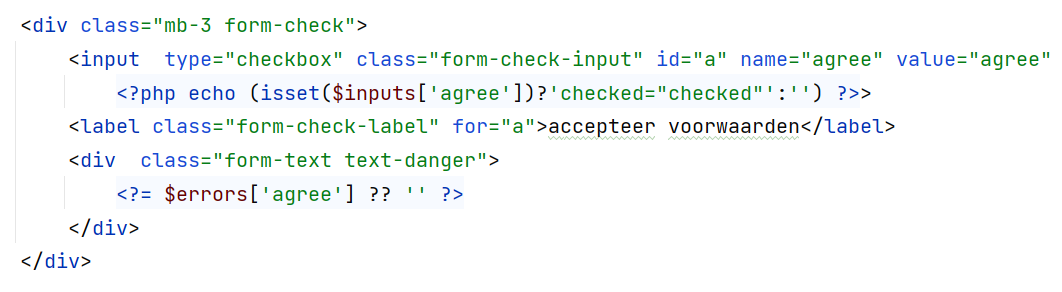 <div class="mb-3 form-check">
    <input  type="checkbox" class="form-check-input" id="a" name="agree" value="agree"
        <?php echo (isset($inputs['agree'])?'checked="checked"':'') ?>>
    <label class="form-check-label" for="a">accepteer voorwaarden</label>
    <div  class="form-text text-danger">
        <?= $errors['agree'] ?? '' ?>
    </div>
</div>